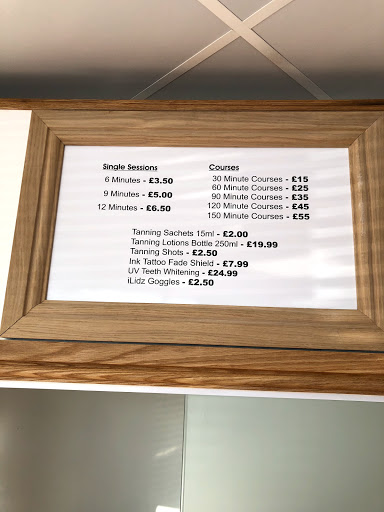 Single Sessions
6 Minutes - £3.50
9 Minutes - £5.00
12 Minutes - £6.50
Courses
30 Minute Courses - £15
60 Minute Courses - £25
90 Minute Courses - £35
120 Minute Courses - £45
150 Minute Courses - £55
Tanning Sachets 15ml - £2.00
Tanning Lotions Bottle 250ml - £19.99
Tanning Shots - £2.50
Ink Tattoo Fade Shield - £7.99
UV Teeth Whitening - £24.99
iLidz Goggles - £2.50